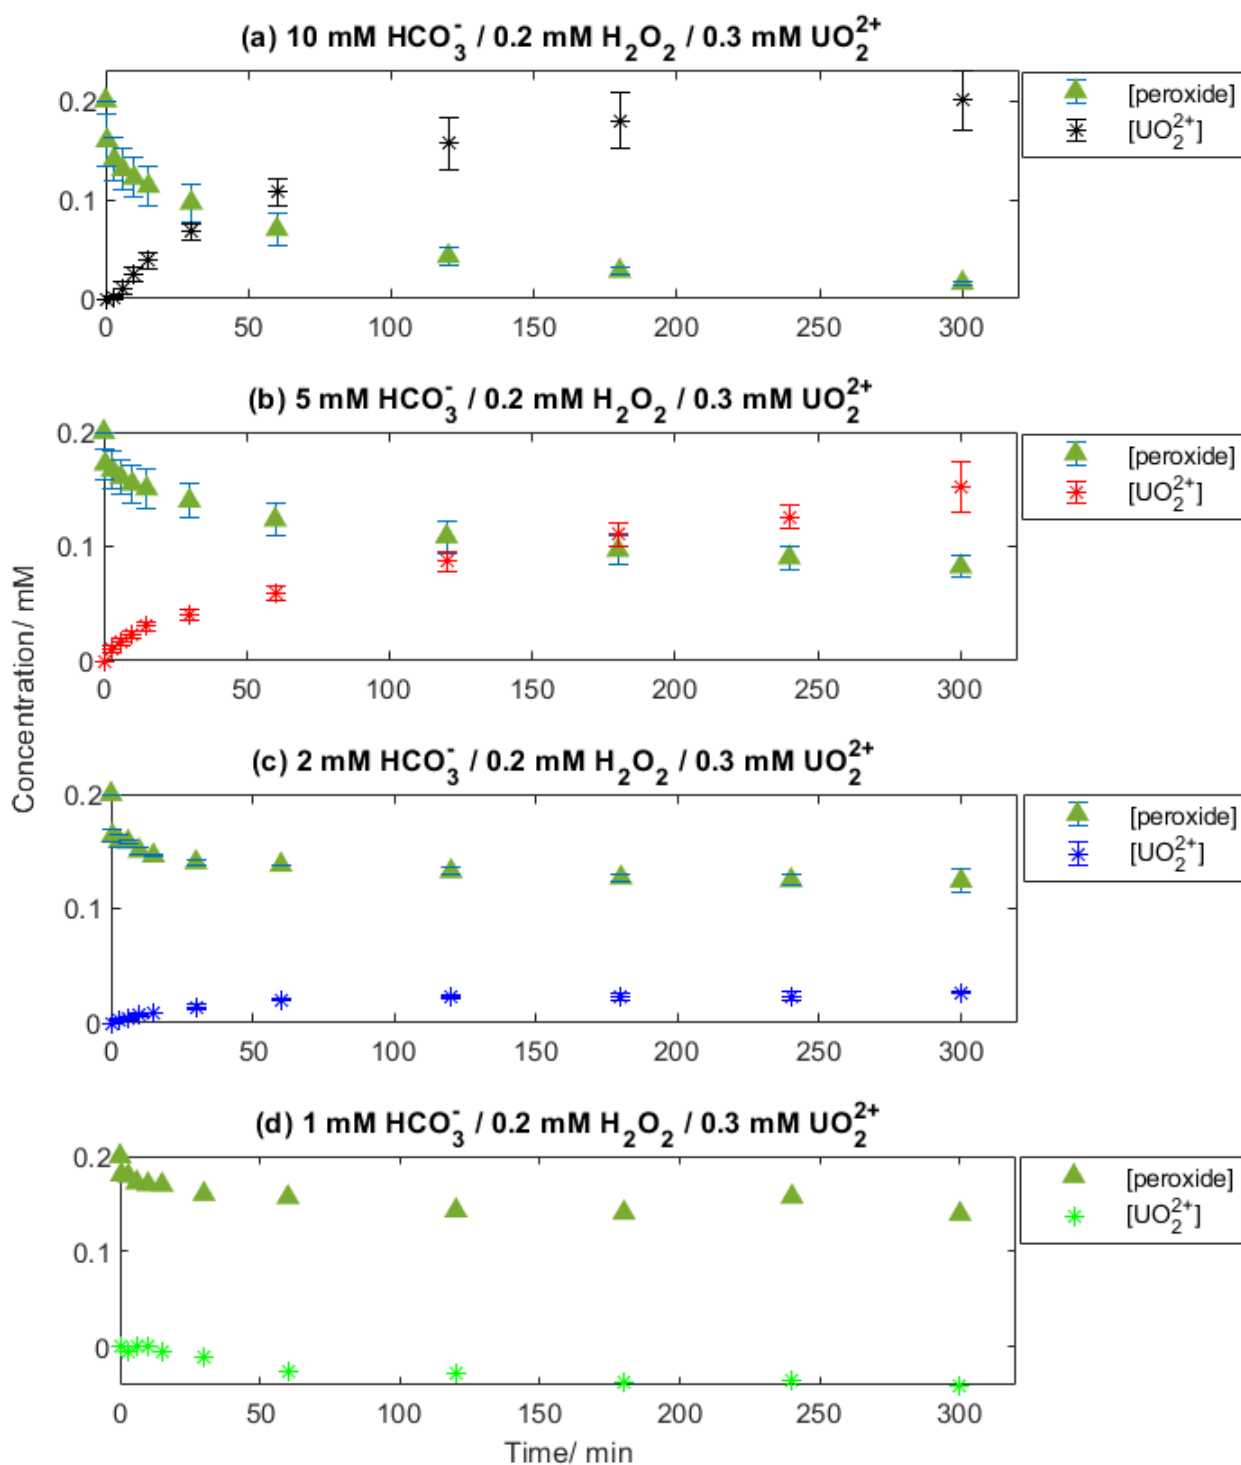 (a) 10 mM HCO₃⁻ / 0.2 mM H₂O₂ / 0.3 mM UO₂²⁺
0.2
0.1
0
0 50 100 150 200 250 300
[peroxide]
[UO₂²⁺]
(b) 5 mM HCO₃⁻ / 0.2 mM H₂O₂ / 0.3 mM UO₂²⁺
0.2
0.1
0
0 50 100 150 200 250 300
[peroxide]
[UO₂²⁺]
Concentration/ mM
(c) 2 mM HCO₃⁻ / 0.2 mM H₂O₂ / 0.3 mM UO₂²⁺
0.2
0.1
0
0 50 100 150 200 250 300
[peroxide]
[UO₂²⁺]
(d) 1 mM HCO₃⁻ / 0.2 mM H₂O₂ / 0.3 mM UO₂²⁺
0.2
0.1
0
0 50 100 150 200 250 300
[peroxide]
[UO₂²⁺]
Time/ min